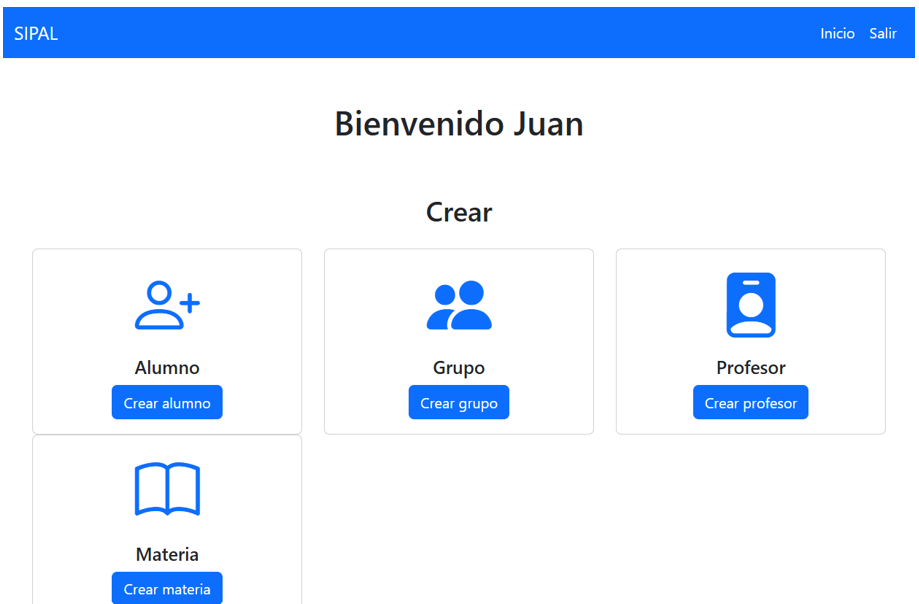 SIPAL
Inicio Salir
Bienvenido Juan
Crear
Alumno
Crear alumno
Grupo
Crear grupo
Profesor
Crear profesor
Materia
Crear materia